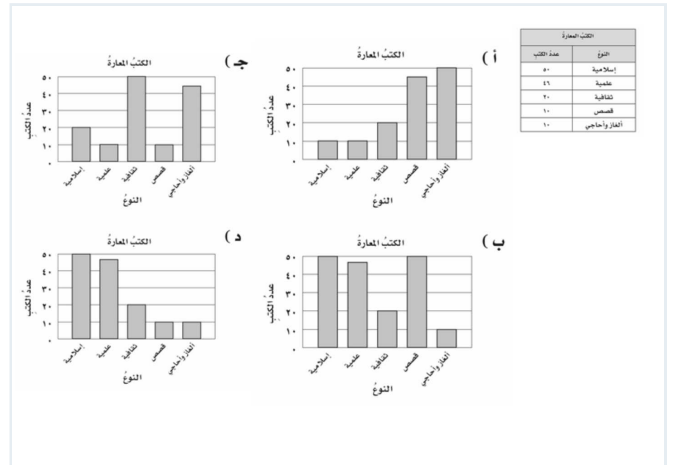 الكتبُ المعارةُ
النوعُ عددُ الكتبِ
إسلامية ٥٠
علمية ٤٦
ثقافية ٢٠
قصص ١٠
ألغاز وأحاجي ١٠
أ )
الكتبُ المعارةُ
عددُ الكتبِ
٥٠
٤٠
٣٠
٢٠
١٠
٠
إسلامية
علمية
ثقافية
قصص
ألغاز وأحاجي
النوعُ
جـ )
الكتبُ المعارةُ
عددُ الكتبِ
٥٠
٤٠
٣٠
٢٠
١٠
٠
إسلامية
علمية
ثقافية
قصص
ألغاز وأحاجي
النوعُ
ب )
الكتبُ المعارةُ
عددُ الكتبِ
٥٠
٤٠
٣٠
٢٠
١٠
٠
إسلامية
علمية
ثقافية
قصص
ألغاز وأحاجي
النوعُ
د )
الكتبُ المعارةُ
عددُ الكتبِ
٥٠
٤٠
٣٠
٢٠
١٠
٠
إسلامية
علمية
ثقافية
قصص
ألغاز وأحاجي
النوعُ